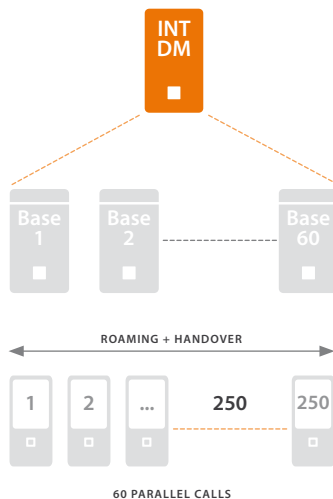 INT
DM
Base
1
Base
2
Base
60
ROAMING + HANDOVER
1
2
...
250
250
60 PARALLEL CALLS